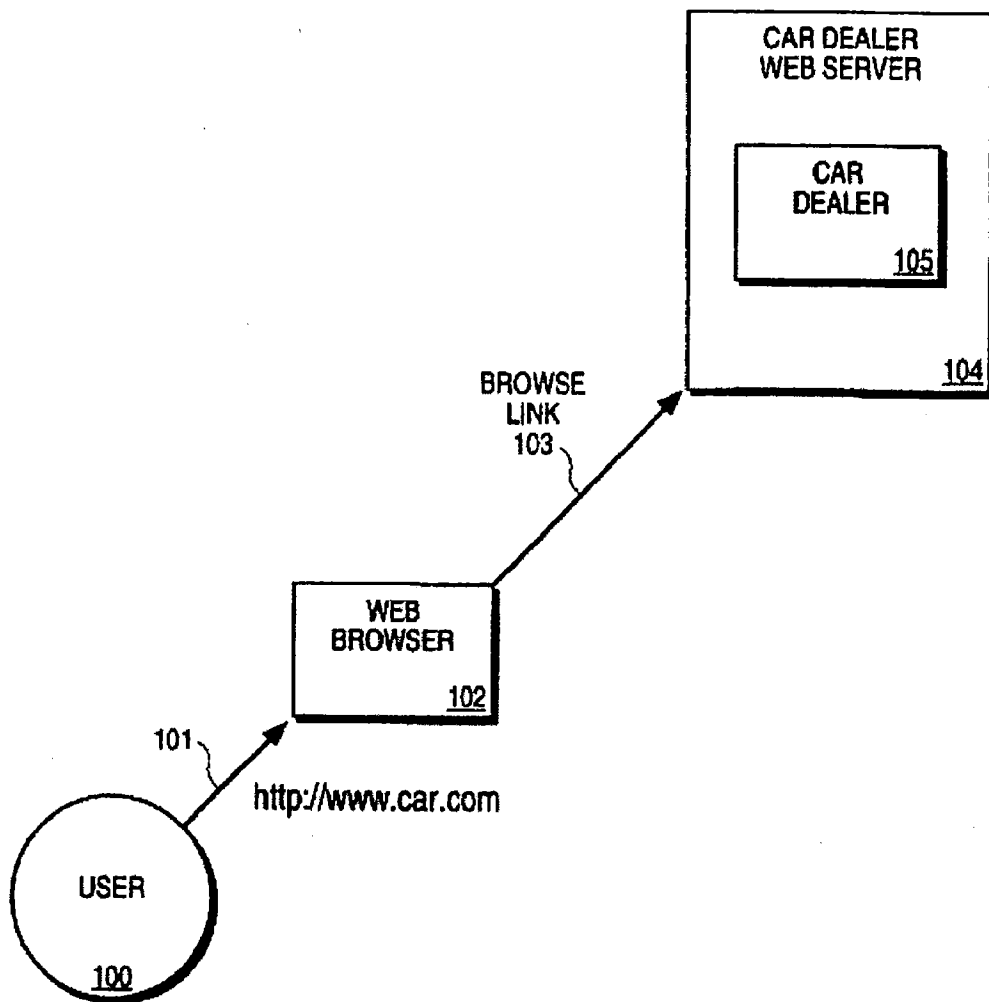 CAR DEALER
WEB SERVER
CAR
DEALER
105
104
BROWSE
LINK
103
WEB
BROWSER
102
101
http://www.car.com
USER
100